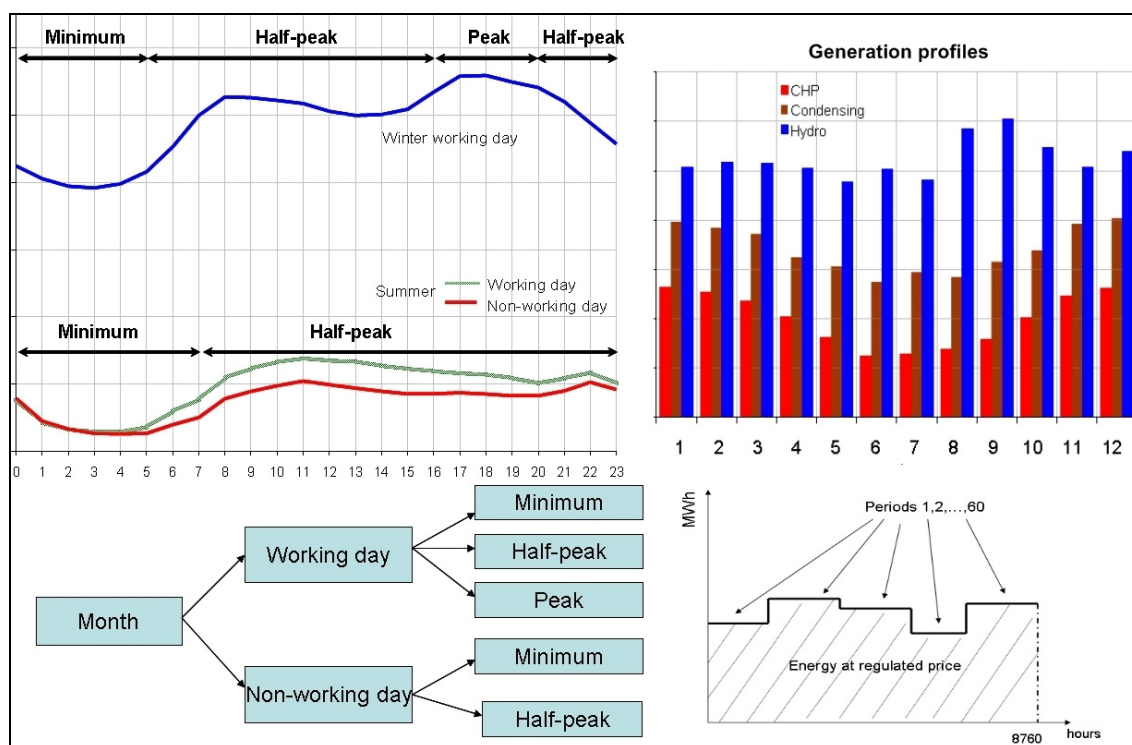 Minimum Half-peak Peak Half-peak
Winter working day
Summer
Working day
Non-working day
Minimum Half-peak
0 1 2 3 4 5 6 7 8 9 10 11 12 13 14 15 16 17 18 19 20 21 22 23
Generation profiles
CHP
Condensing
Hydro
1 2 3 4 5 6 7 8 9 10 11 12
Month
Working day
Non-working day
Minimum
Half-peak
Peak
Minimum
Half-peak
MWh
Periods 1,2,...,60
Energy at regulated price
8760
hours